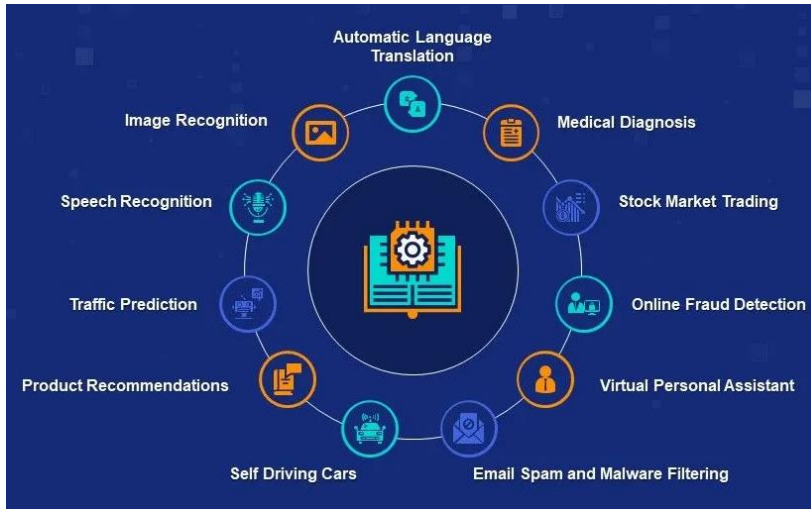 Automatic Language
Translation
Image Recognition
Medical Diagnosis
Speech Recognition
Stock Market Trading
Traffic Prediction
Online Fraud Detection
Product Recommendations
Virtual Personal Assistant
Self Driving Cars
Email Spam and Malware Filtering